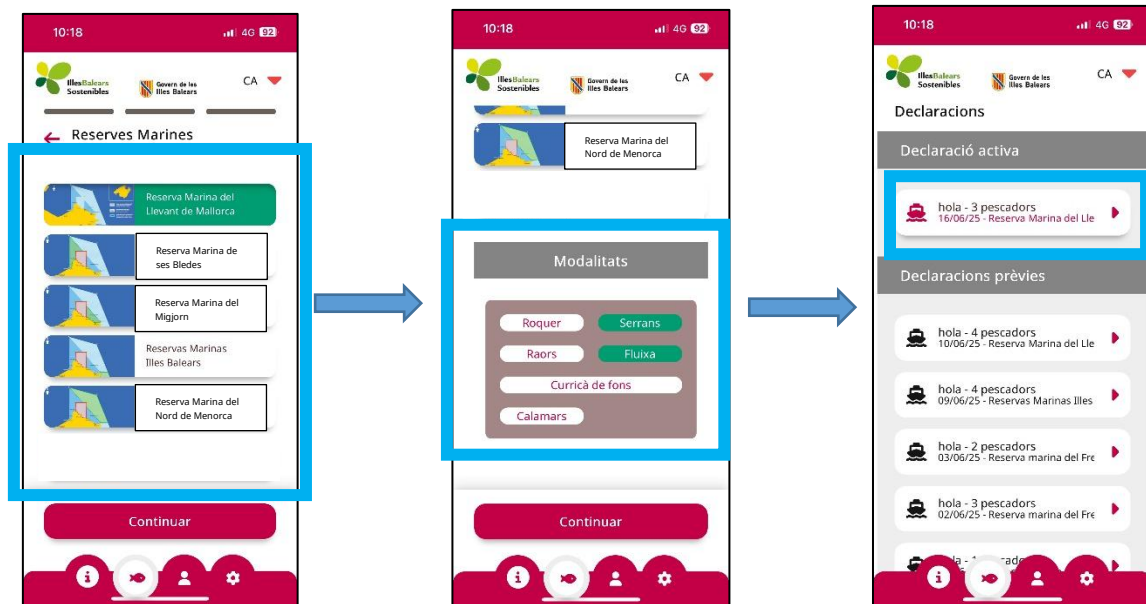 10:18
4G 92
IllesBalears
Sostenibles
Govern de les
Illes Balears
CA
Reserves Marines
Reserva Marina del
Llevant de Mallorca
Reserva Marina de
ses Bledes
Reserva Marina del
Migjorn
Reservas Marinas
Illes Balears
Reserva Marina del
Nord de Menorca
Continuar
10:18
4G 92
IllesBalears
Sostenibles
Govern de les
Illes Balears
CA
Reserva Marina del
Nord de Menorca
Modalitats
Roquer
Serrans
Raors
Fluixa
Curricà de fons
Calamars
Continuar
10:18
4G 92
IllesBalears
Sostenibles
Govern de les
Illes Balears
CA
Declaracions
Declaració activa
hola - 3 pescadors
16/06/25 - Reserva Marina del Lle
Declaracions prèvies
hola - 4 pescadors
10/06/25 - Reserva Marina del Lle
hola - 4 pescadors
09/06/25 - Reservas Marinas Illes
hola - 2 pescadors
03/06/25 - Reserva marina del Fre
hola - 3 pescadors
02/06/25 - Reserva marina del Fre